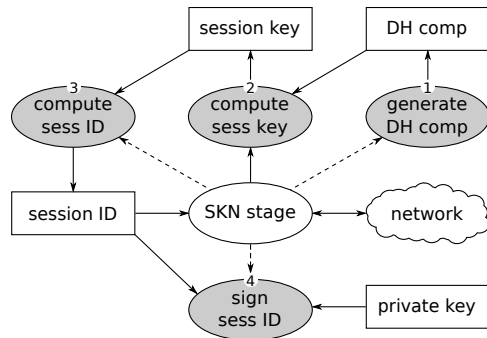 session key
DH comp
3
compute
sess ID
2
compute
sess key
1
generate
DH comp
session ID
SKN stage
network
4
sign
sess ID
private key